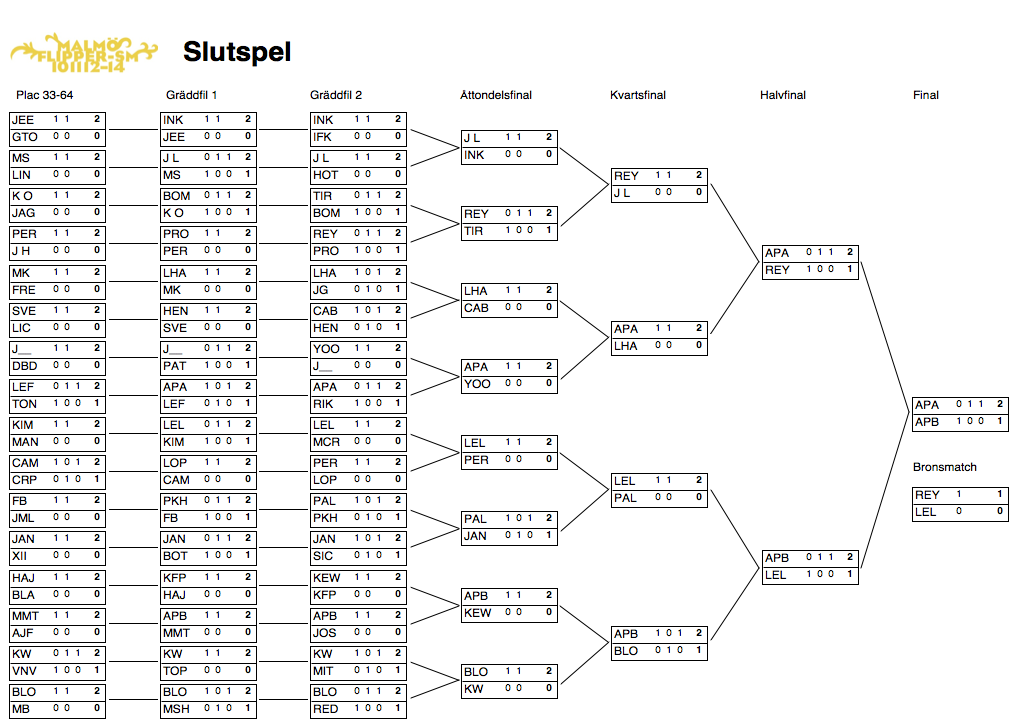 MALMÖ
FLIPPER-SM
101112-14
Slutspel
Plac 33-64
JEE 1 1 2
GTO 0 0 0
MS 1 1 2
LIN 0 0 0
K O 1 1 2
JAG 0 0 0
PER 1 1 2
J H 0 0 0
MK 1 1 2
FRE 0 0 0
SVE 1 1 2
LIC 0 0 0
J__ 1 1 2
DBD 0 0 0
LEF 0 1 1 2
TON 1 0 0 1
KIM 1 1 2
MAN 0 0 0
CAM 1 0 1 2
CRP 0 1 0 1
FB 1 1 2
JML 0 0 0
JAN 1 1 2
XII 0 0 0
HAJ 1 1 2
BLA 0 0 0
MMT 1 1 2
AJF 0 0 0
KW 0 1 1 2
VNV 1 0 0 1
BLO 1 1 2
MB 0 0 0
Gräddfil 1
INK 1 1 2
JEE 0 0 0
J L 0 1 1 2
MS 1 0 0 1
BOM 0 1 1 2
K O 1 0 0 1
PRO 1 1 2
PER 0 0 0
LHA 1 1 2
MK 0 0 0
HEN 1 1 2
SVE 0 0 0
J__ 0 1 1 2
PAT 1 0 0 1
APA 1 0 1 2
LEF 0 1 0 1
LEL 0 1 1 2
KIM 1 0 0 1
LOP 1 1 2
CAM 0 0 0
PKH 0 1 1 2
FB 1 0 0 1
JAN 0 1 1 2
BOT 1 0 0 1
KFP 1 1 2
HAJ 0 0 0
APB 1 1 2
MMT 0 0 0
KW 1 1 2
TOP 0 0 0
BLO 1 0 1 2
MSH 0 1 0 1
Gräddfil 2
INK 1 1 2
IFK 0 0 0
J L 1 1 2
HOT 0 0 0
TIR 0 1 1 2
BOM 1 0 0 1
REY 0 1 1 2
PRO 1 0 0 1
LHA 1 0 1 2
JG 0 1 0 1
CAB 1 0 1 2
HEN 0 1 0 1
YOO 1 1 2
J__ 0 0 0
APA 0 1 1 2
RIK 1 0 0 1
LEL 1 1 2
MCR 0 0 0
PER 1 1 2
LOP 0 0 0
PAL 1 0 1 2
PKH 0 1 0 1
JAN 1 0 1 2
SIC 0 1 0 1
KEW 1 1 2
KFP 0 0 0
APB 1 1 2
JOS 0 0 0
KW 1 0 1 2
MIT 0 1 0 1
BLO 0 1 1 2
RED 1 0 0 1
Åttondelsfinal
J L 1 1 2
INK 0 0 0
REY 0 1 1 2
TIR 1 0 0 1
LHA 1 1 2
CAB 0 0 0
APA 1 1 2
YOO 0 0 0
LEL 1 1 2
PER 0 0 0
PAL 1 0 1 2
JAN 0 1 0 1
APB 1 1 2
KEW 0 0 0
BLO 1 1 2
KW 0 0 0
Kvartsfinal
REY 1 1 2
J L 0 0 0
APA 1 1 2
LHA 0 0 0
LEL 1 1 2
PAL 0 0 0
APB 1 0 1 2
BLO 0 1 0 1
Halvfinal
APA 0 1 1 2
REY 1 0 0 1
APB 0 1 1 2
LEL 1 0 0 1
Final
APA 0 1 1 2
APB 1 0 0 1
Bronsmatch
REY 1 1
LEL 0 0